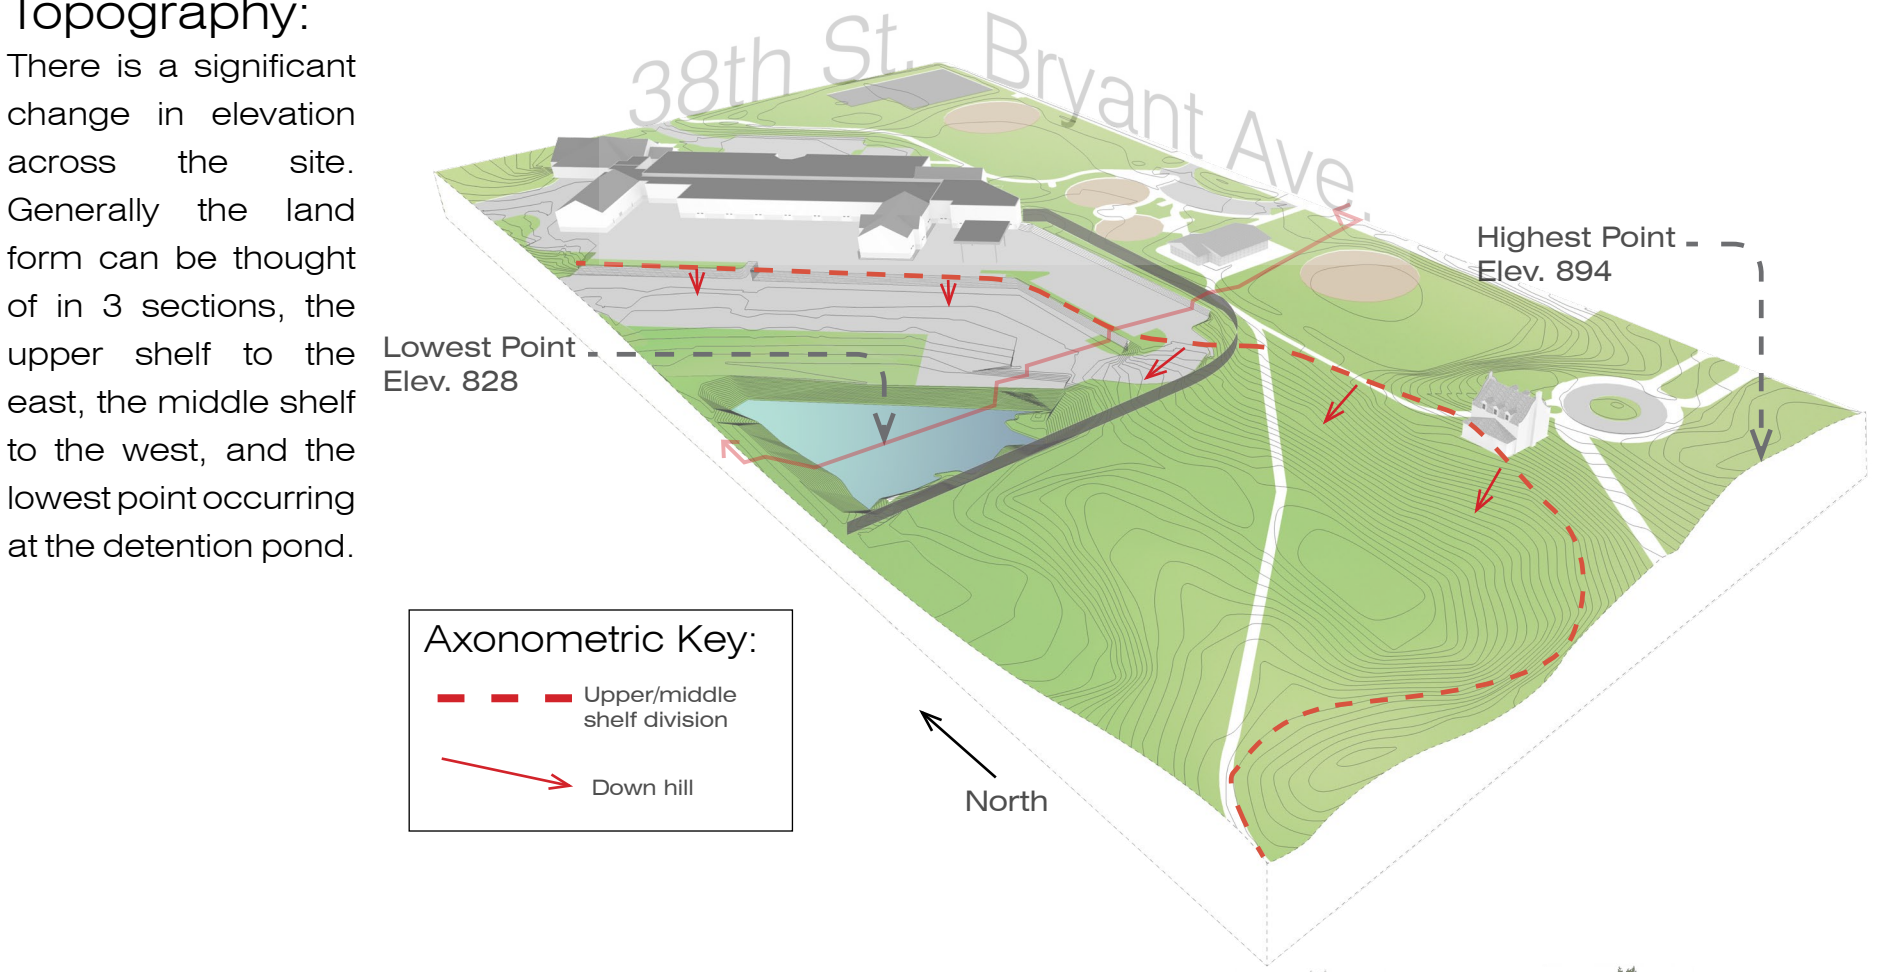 Topography:
There is a significant
change in elevation
across the site.
Generally the land
form can be thought
of in 3 sections, the
upper shelf to the
east, the middle shelf
to the west, and the
lowest point occurring
at the detention pond.
38th St.
Bryant Ave.
Highest Point
Elev. 894
Lowest Point
Elev. 828
Axonometric Key:
Upper/middle
shelf division
Down hill
North